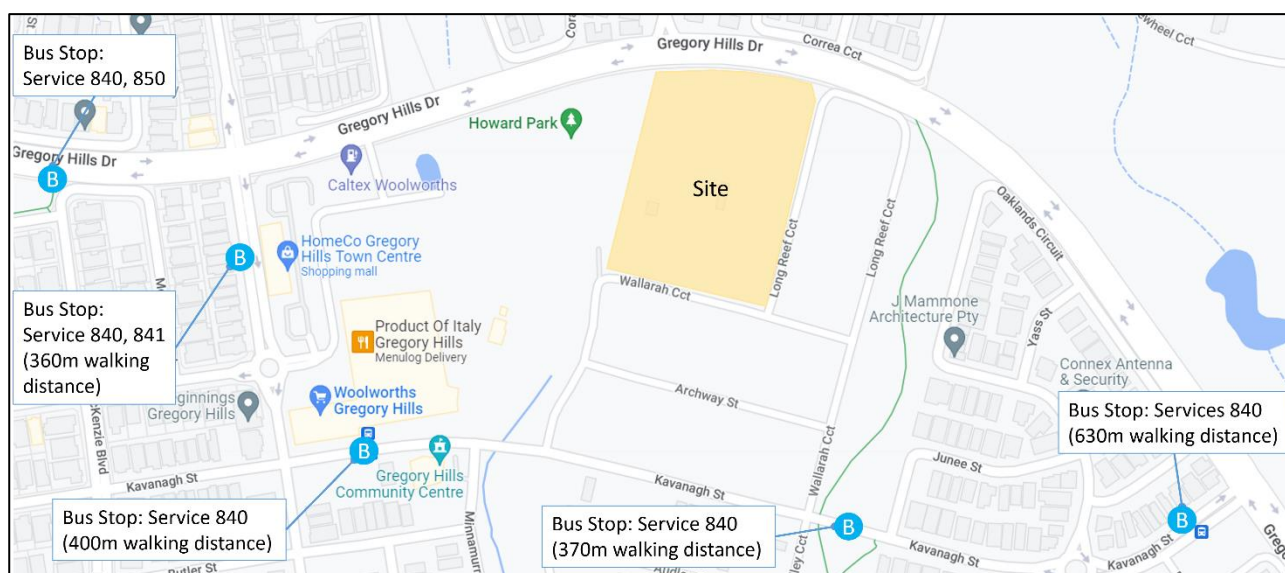 Bus Stop:
Service 840, 850
Gregory Hills Dr
Correa Cct
Gregory Hills Dr
Howard Park
Gregory Hills Dr
Caltex Woolworths
Site
Long Reef Cct
Long Reef Cct
Oaklands Circuit
B
B
HomeCo Gregory
Hills Town Centre
Shopping mall
Wallarah Cct
Bus Stop:
Service 840, 841
(360m walking
distance)
Product Of Italy
Gregory Hills
Menulog Delivery
J Mammone
Architecture Pty
Yass St
Connex Antenna
& Security
Archway St
Woolworths
Gregory Hills
Gregory Hills
Bus Stop: Services 840
(630m walking distance)
Wallarah Cct
Junee St
B
Gregory Hills
Community Centre
Kavanagh St
Kavanagh St
Bus Stop: Service 840
(400m walking distance)
Bus Stop: Service 840
(370m walking distance)
B
B
Kavanagh St
Kavanagh St
Butler St